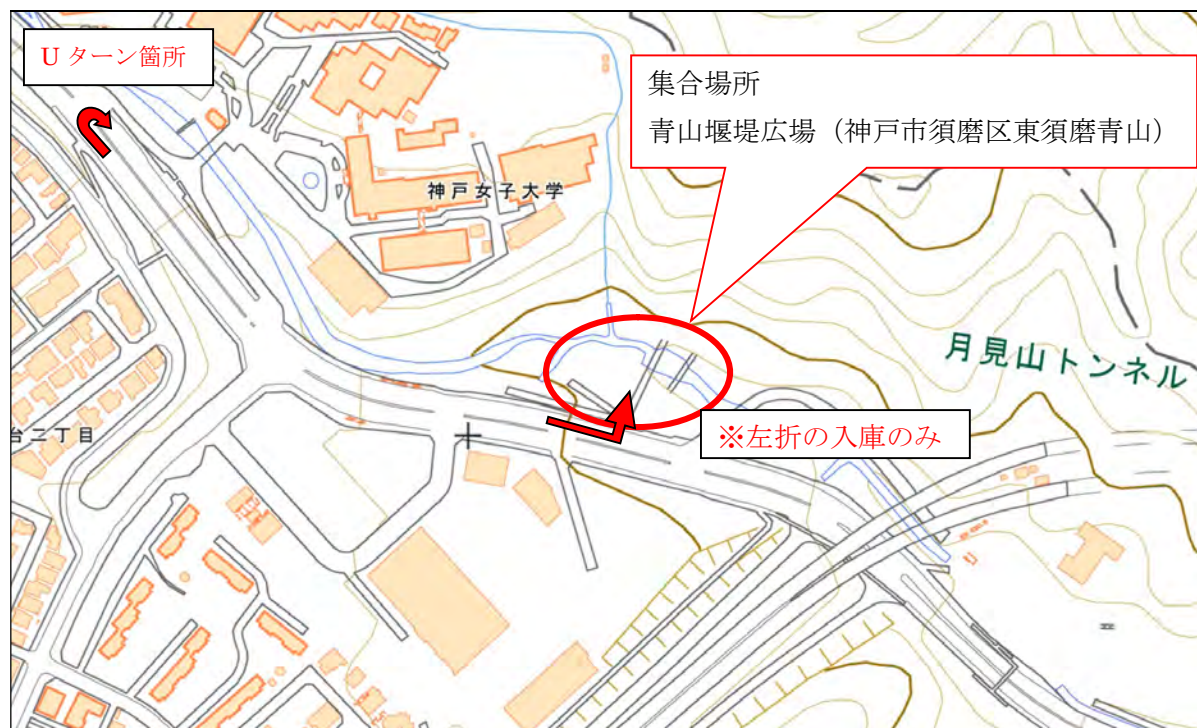 Uターン箇所
集合場所
青山堰堤広場(神戸市須磨区東須磨青山)
神戸女子大学
月見山トンネル
※左折の入庫のみ
台二丁目